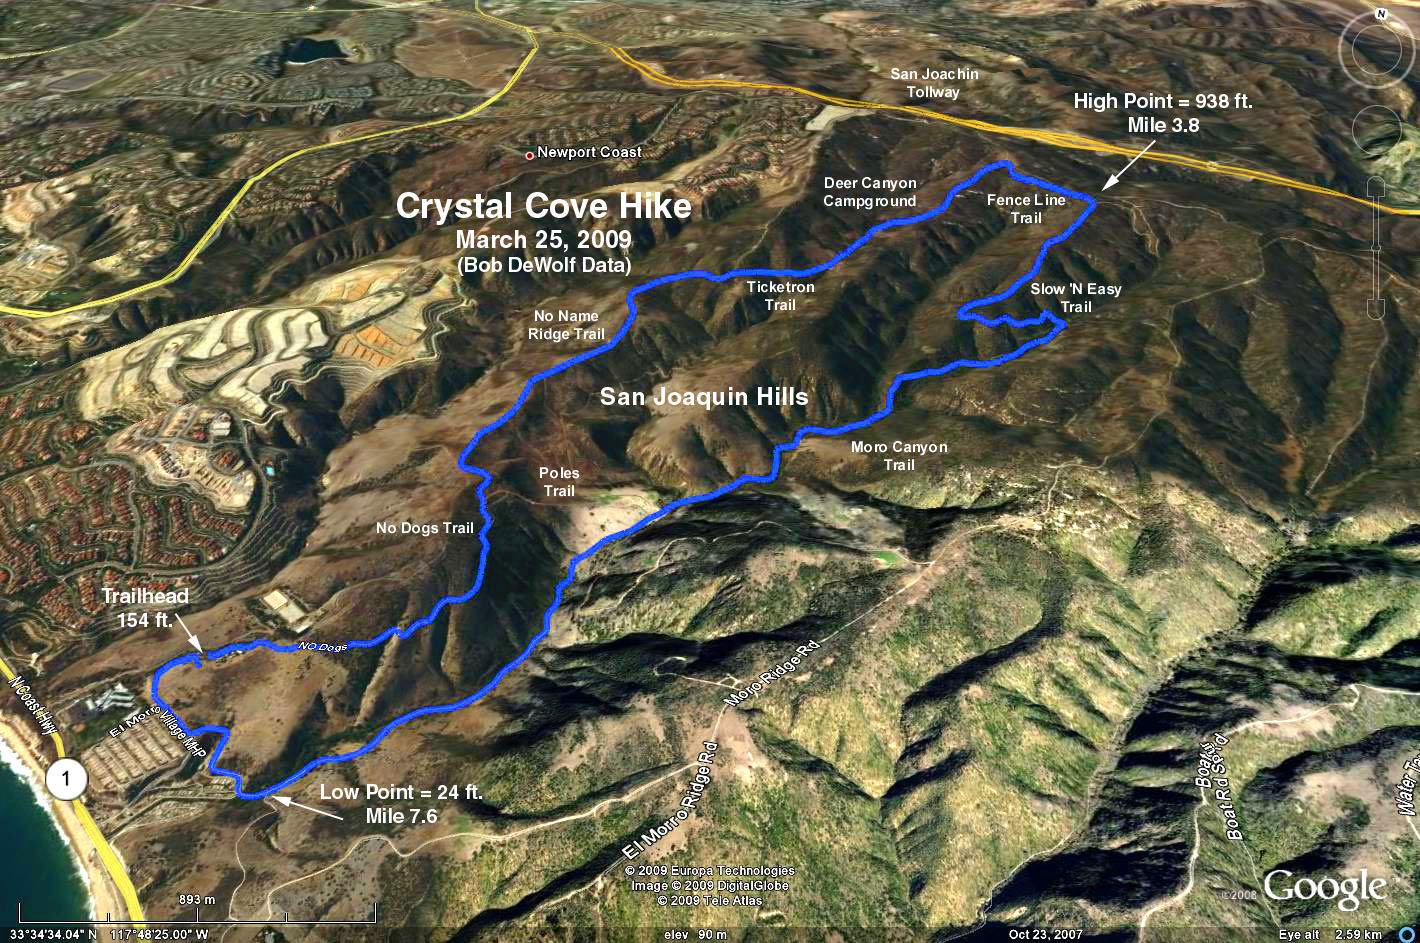 N
San Joachin
Tollway
High Point = 938 ft.
Mile 3.8
Newport Coast
Deer Canyon
Campground
Fence Line
Trail
Crystal Cove Hike
March 25, 2009
(Bob DeWolf Data)
Ticketron
Trail
Slow 'N Easy
Trail
No Name
Ridge Trail
San Joaquin Hills
Moro Canyon
Trail
Poles
Trail
No Dogs Trail
Trailhead
154 ft.
NO Dogs
N Coast Hwy
El Morro Village MHP
1
Moro Ridge Rd
El Morro Ridge Rd
Low Point = 24 ft.
Mile 7.6
Boat Rd
Water
© 2009 Europa Technologies
Image © 2009 DigitalGlobe
© 2009 Tele Atlas
©2008 Google
893 m
33°34'34.04" N 117°48'25.00" W
elev 90 m
Oct 23, 2007
Eye alt 2.59 km